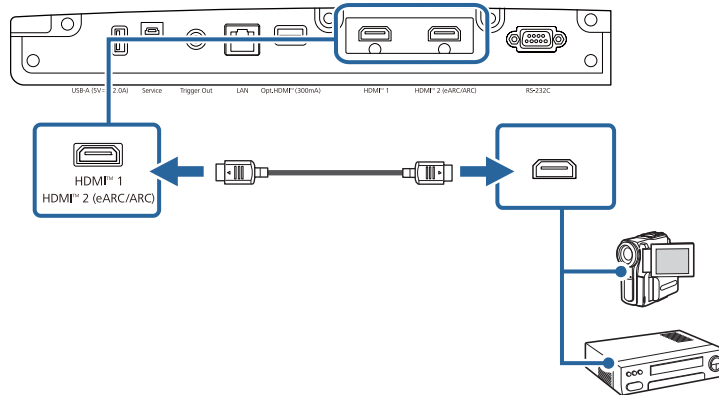 USB-A (5V⎓2.0A) Service Trigger Out LAN Opt.HDMI™(300mA) HDMI™ 1 HDMI™ 2 (eARC/ARC) RS-232C
HDMI™ 1
HDMI™ 2 (eARC/ARC)